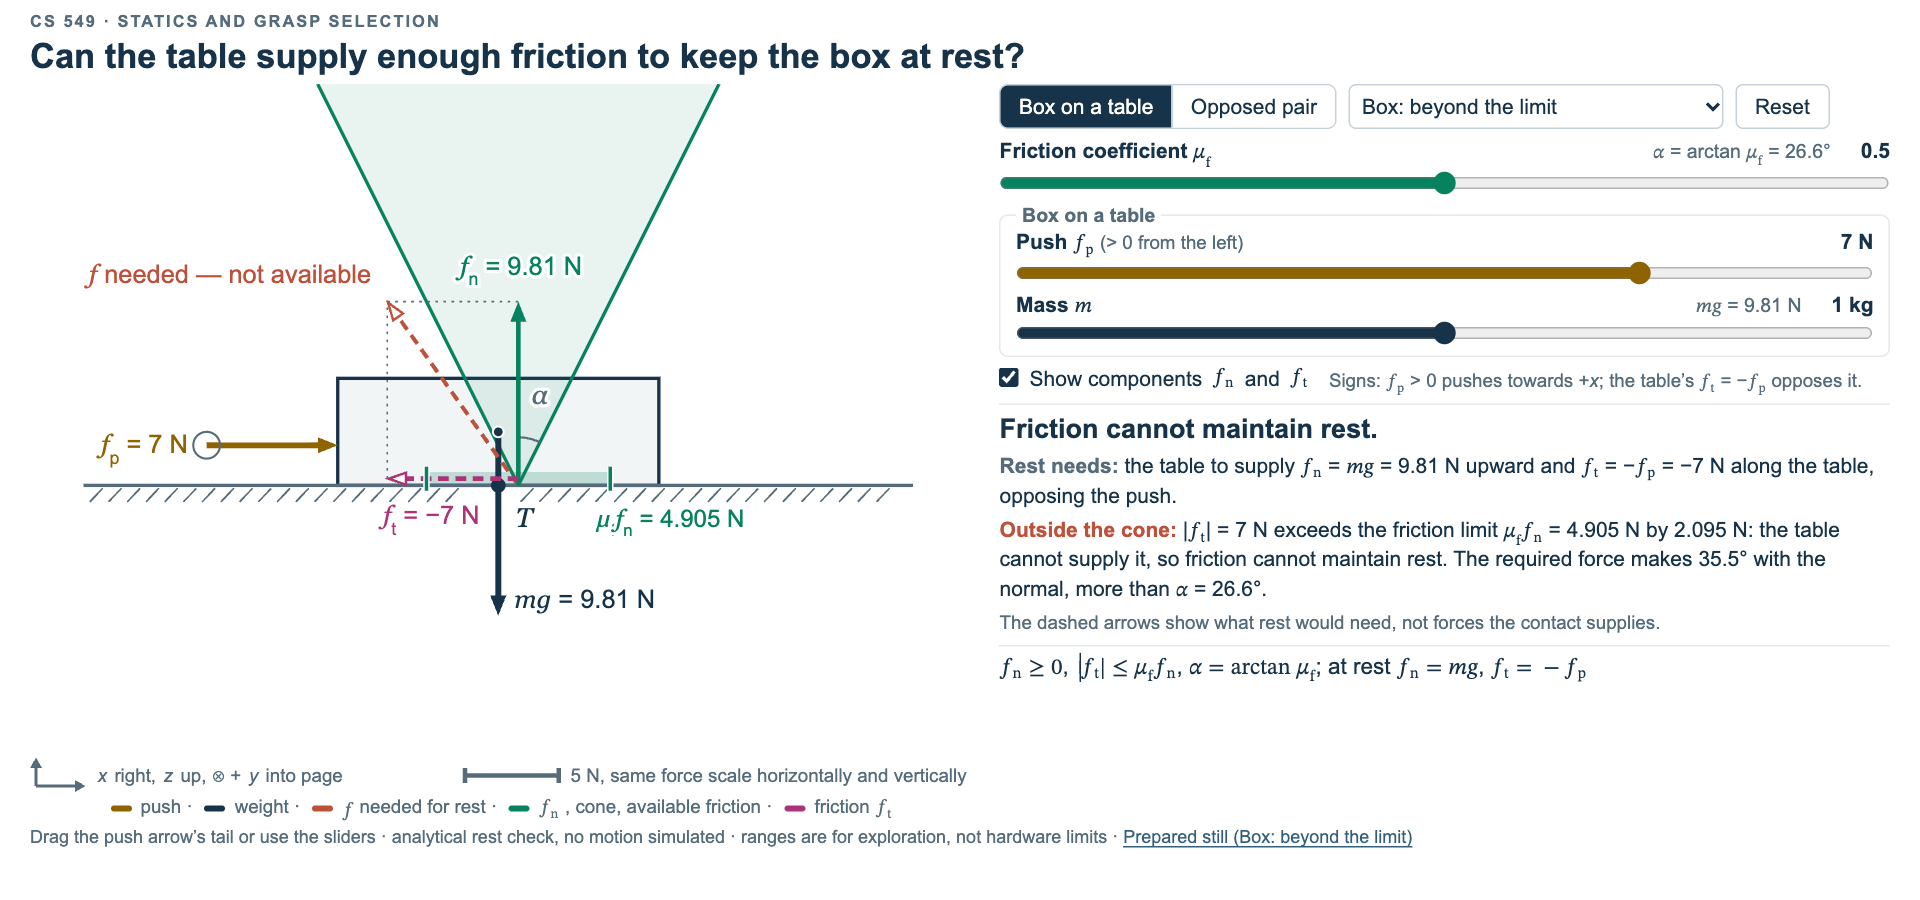 CS 549 · STATICS AND GRASP SELECTION
Can the table supply enough friction to keep the box at rest?
Box on a table
Opposed pair
Box: beyond the limit
Reset
Friction coefficient μf
α = arctan μf = 26.6°
0.5
Box on a table
Push fp (> 0 from the left)
7 N
Mass m
mg = 9.81 N
1 kg
Show components fn and ft
Signs: fp > 0 pushes towards +x; the table's ft = −fp opposes it.
Friction cannot maintain rest.
Rest needs: the table to supply fn = mg = 9.81 N upward and ft = −fp = −7 N along the table,
opposing the push.
Outside the cone: |ft| = 7 N exceeds the friction limit μffn = 4.905 N by 2.095 N: the table
cannot supply it, so friction cannot maintain rest. The required force makes 35.5° with the
normal, more than α = 26.6°.
The dashed arrows show what rest would need, not forces the contact supplies.
fn ≥ 0, |ft| ≤ μffn, α = arctan μf; at rest fn = mg, ft = − fp
f needed — not available
fn = 9.81 N
α
fp = 7 N
ft = −7 N
T
μffn = 4.905 N
mg = 9.81 N
x right, z up, ⊗ + y into page
5 N, same force scale horizontally and vertically
push · weight · f needed for rest · fn , cone, available friction · friction ft
Drag the push arrow's tail or use the sliders · analytical rest check, no motion simulated · ranges are for exploration, not hardware limits · Prepared still (Box: beyond the limit)